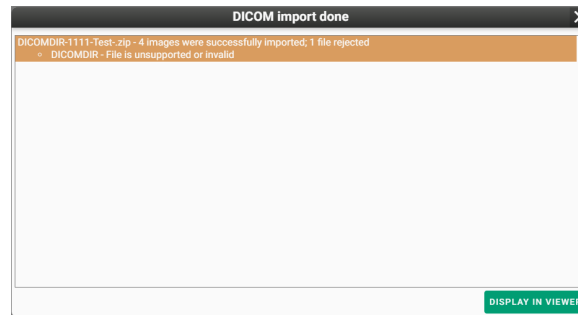 DICOM import done
DICOMDIR-1111-Test-.zip - 4 images were successfully imported; 1 file rejected
DICOMDIR - File is unsupported or invalid
DISPLAY IN VIEWER